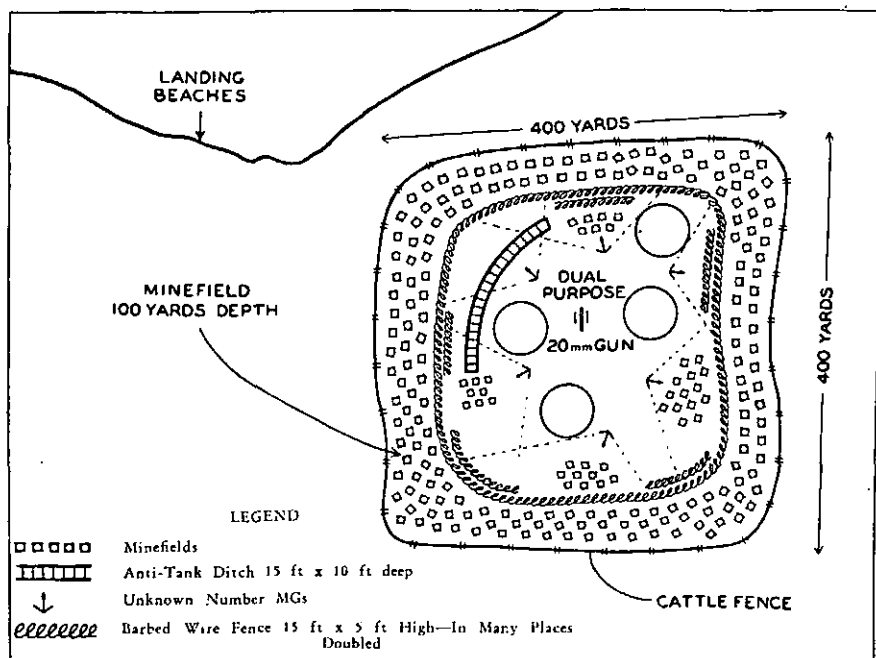 LANDING
BEACHES
400 YARDS
400 YARDS
MINEFIELD
100 YARDS DEPTH
DUAL
PURPOSE
20mm GUN
LEGEND
Minefields
Anti-Tank Ditch 15 ft x 10 ft deep
Unknown Number MGs
Barbed Wire Fence 15 ft x 5 ft High—In Many Places
Doubled
CATTLE FENCE